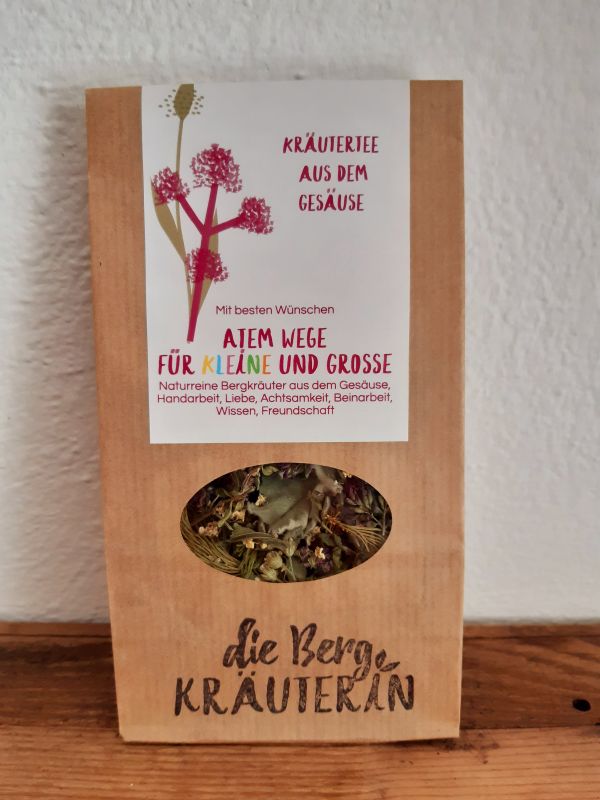 KRÄUTERTEE
AUS DEM
GESÄUSE
Mit besten Wünschen
ATEM WEGE
FÜR KLEINE UND GROSSE
Naturreine Bergkräuter aus dem Gesäuse,
Handarbeit, Liebe, Achtsamkeit, Beinarbeit,
Wissen, Freundschaft
die Berg
KRÄUTERIN